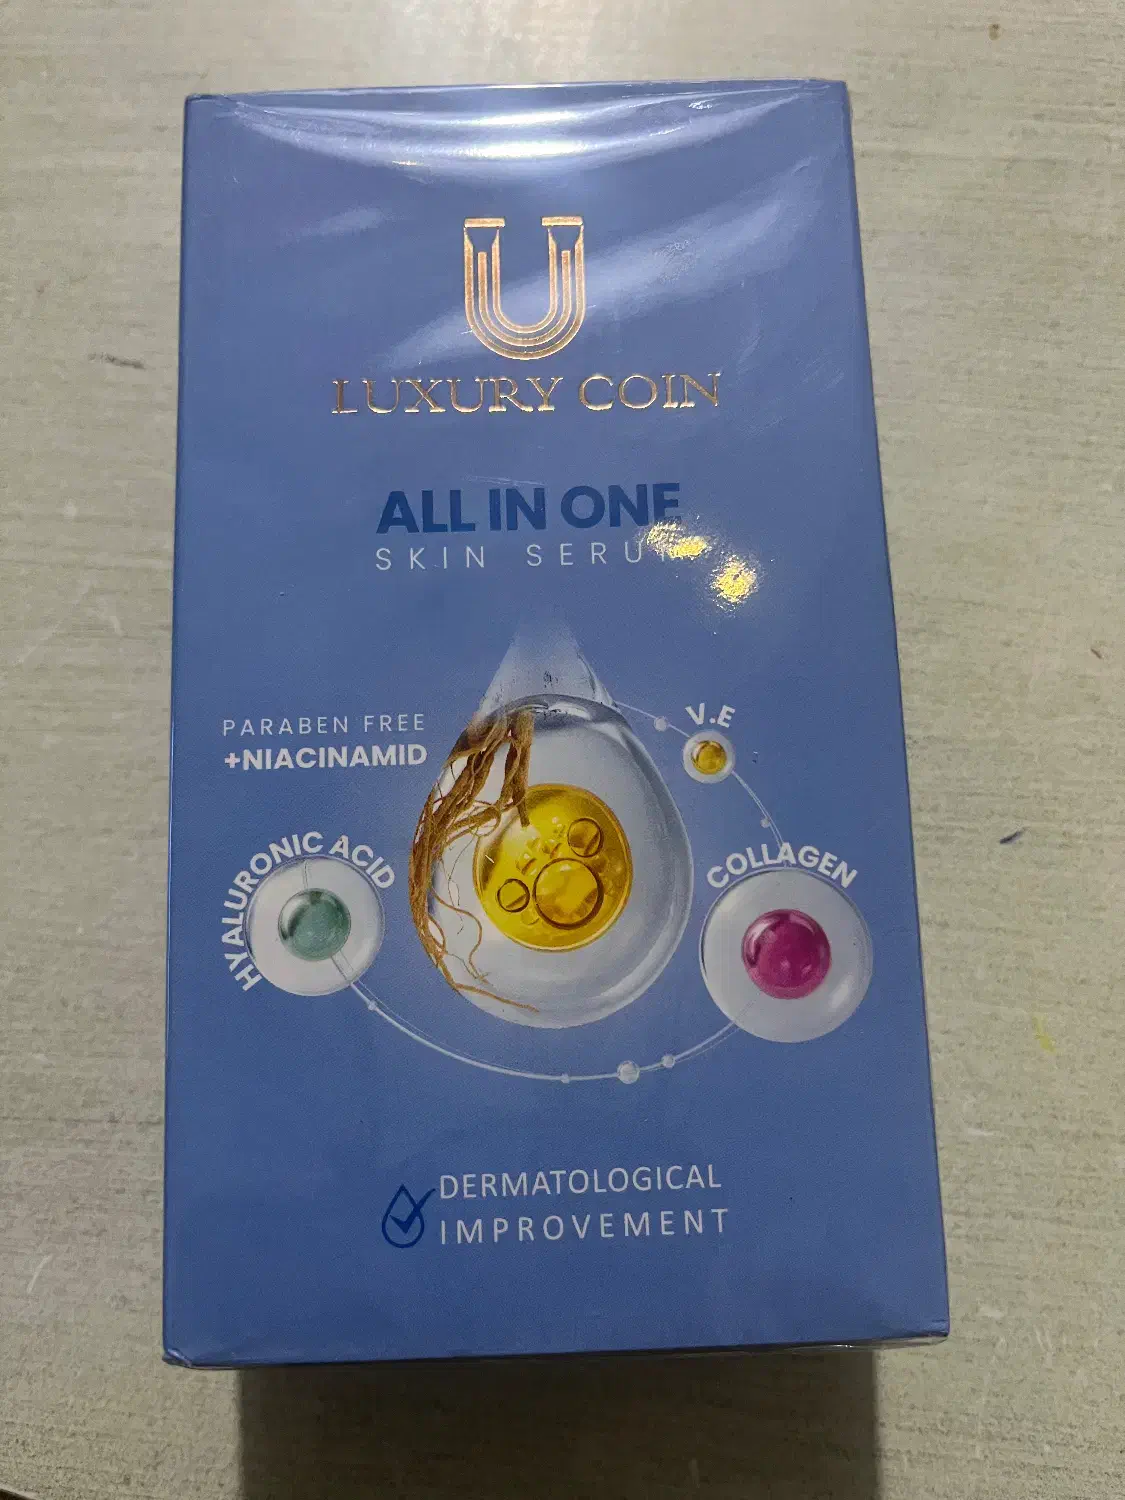 LUXURY COIN
ALL IN ONE
SKIN SERUM
PARABEN FREE
+NIACINAMID
V.E
HYALURONIC ACID
COLLAGEN
DERMATOLOGICAL
IMPROVEMENT